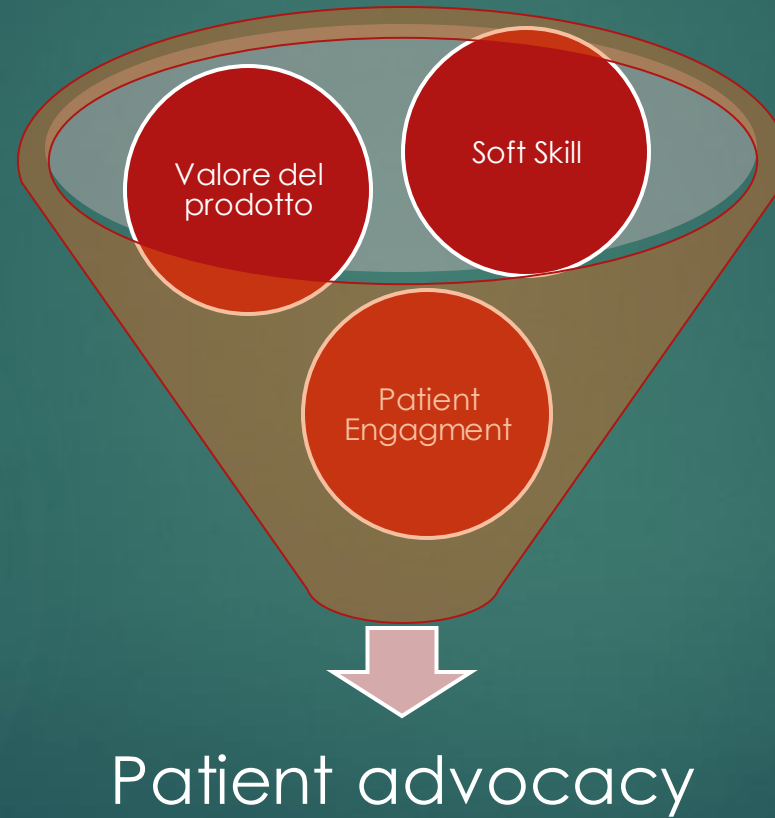 Valore del
prodotto
Soft Skill
Patient
Engagment
Patient advocacy